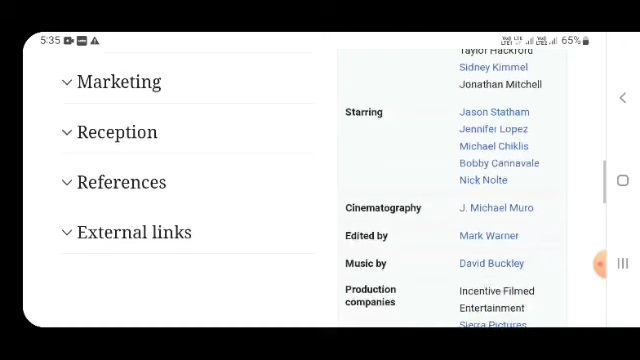 5:35
65%
Marketing
Reception
References
External links
Taylor Hackford
Sidney Kimmel
Jonathan Mitchell
Starring
Jason Statham
Jennifer Lopez
Michael Chiklis
Bobby Cannavale
Nick Nolte
Cinematography
J. Michael Muro
Edited by
Mark Warner
Music by
David Buckley
Production
companies
Incentive Filmed
Entertainment
Sierra Pictures